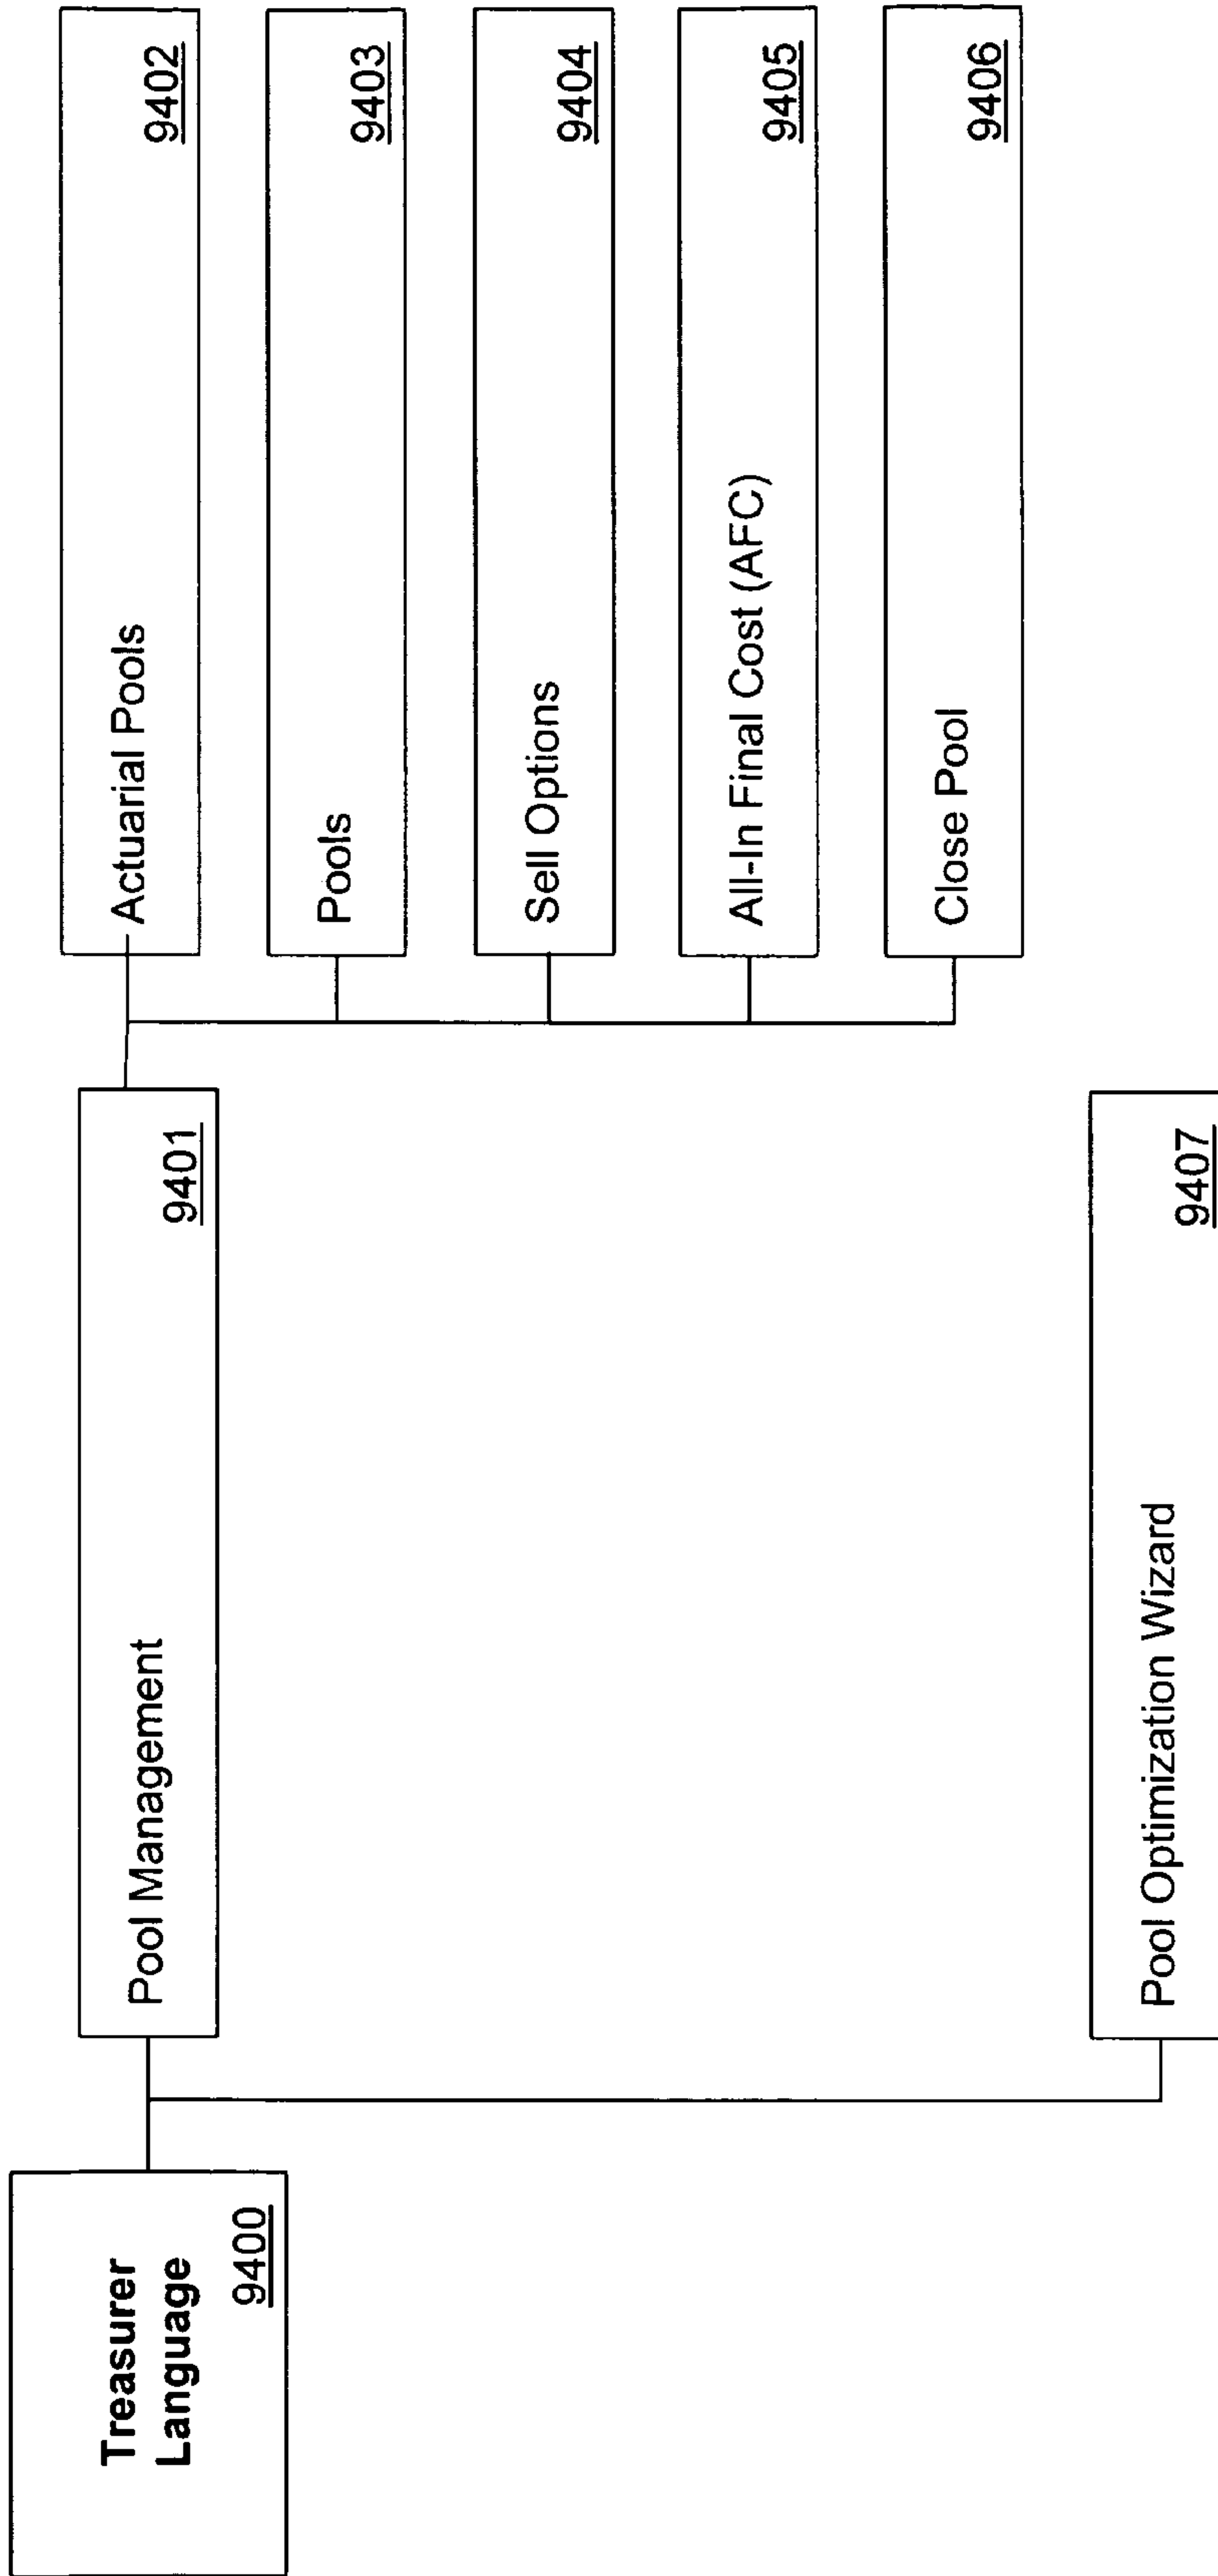 Treasurer
Language
9400
Pool Management
9401
Actuarial Pools
9402
Pools
9403
Sell Options
9404
All-In Final Cost (AFC)
9405
Close Pool
9406
Pool Optimization Wizard
9407